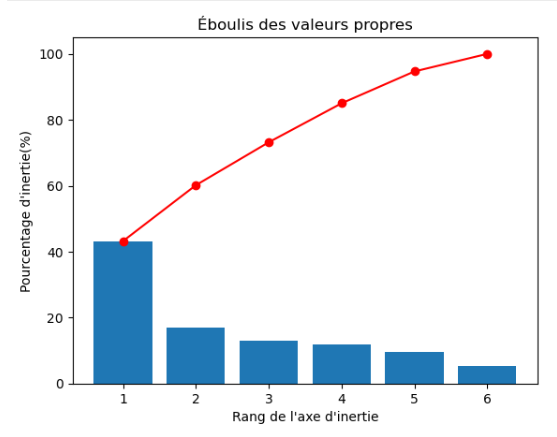 Éboulis des valeurs propres
100
80
60
40
20
0
Pourcentage d'inertie(%)
1 2 3 4 5 6
Rang de l'axe d'inertie